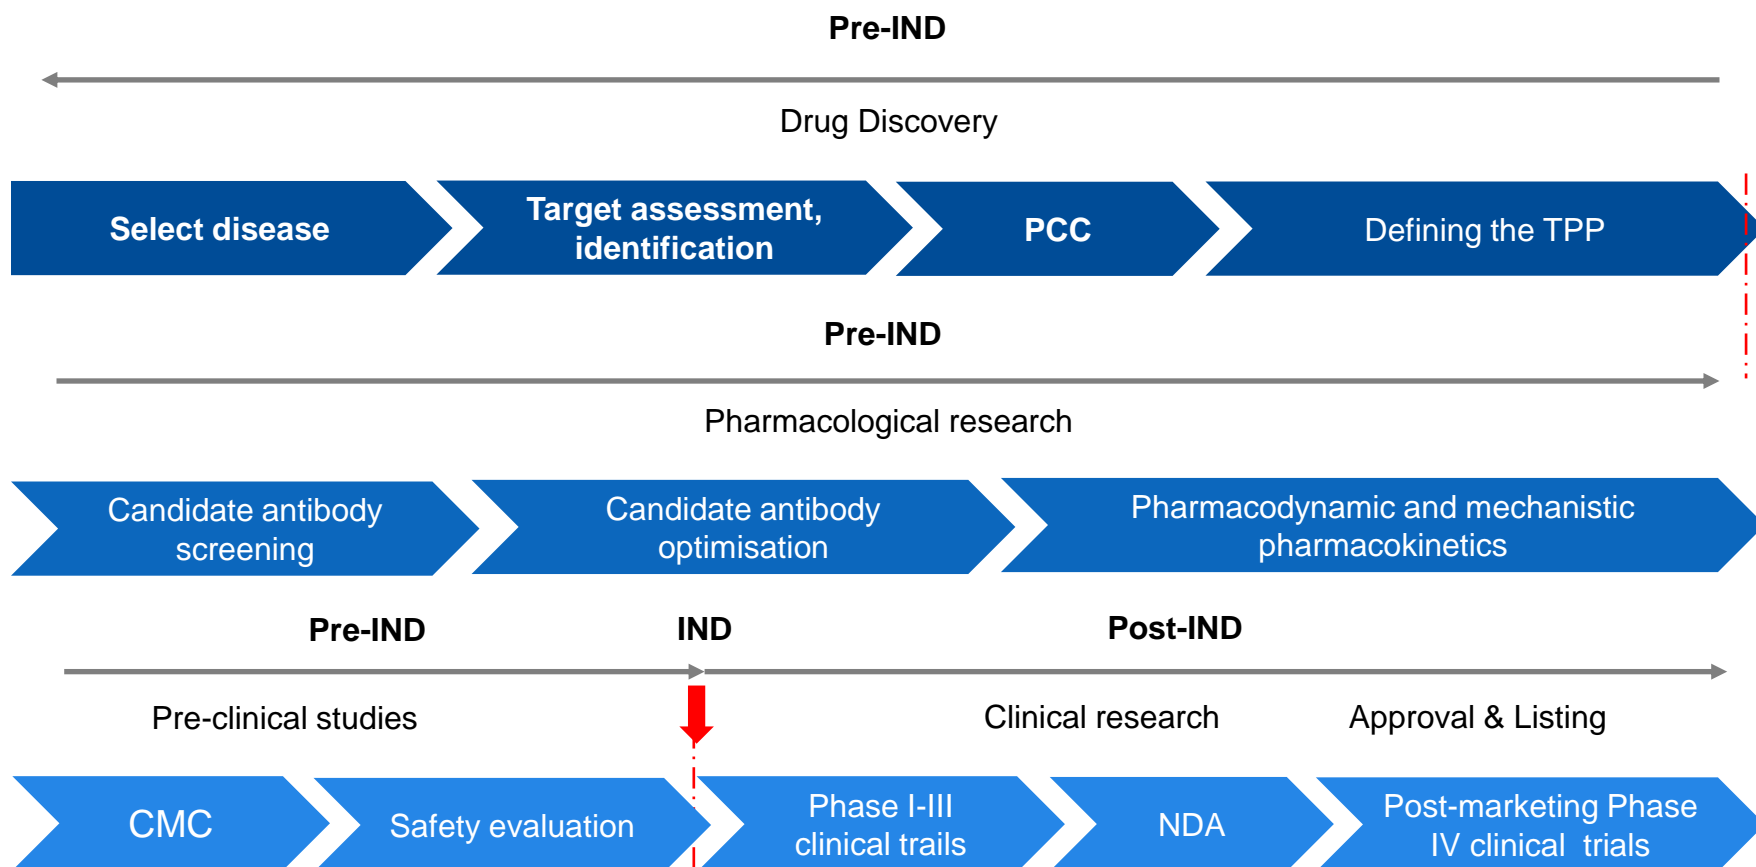 Pre-IND
Drug Discovery
Select disease
Target assessment,
identification
PCC
Defining the TPP
Pre-IND
Pharmacological research
Candidate antibody
screening
Candidate antibody
optimisation
Pharmacodynamic and mechanistic
pharmacokinetics
Pre-IND
IND
Post-IND
Pre-clinical studies
Clinical research
Approval & Listing
CMC
Safety evaluation
Phase I-III
clinical trails
NDA
Post-marketing Phase
IV clinical trials